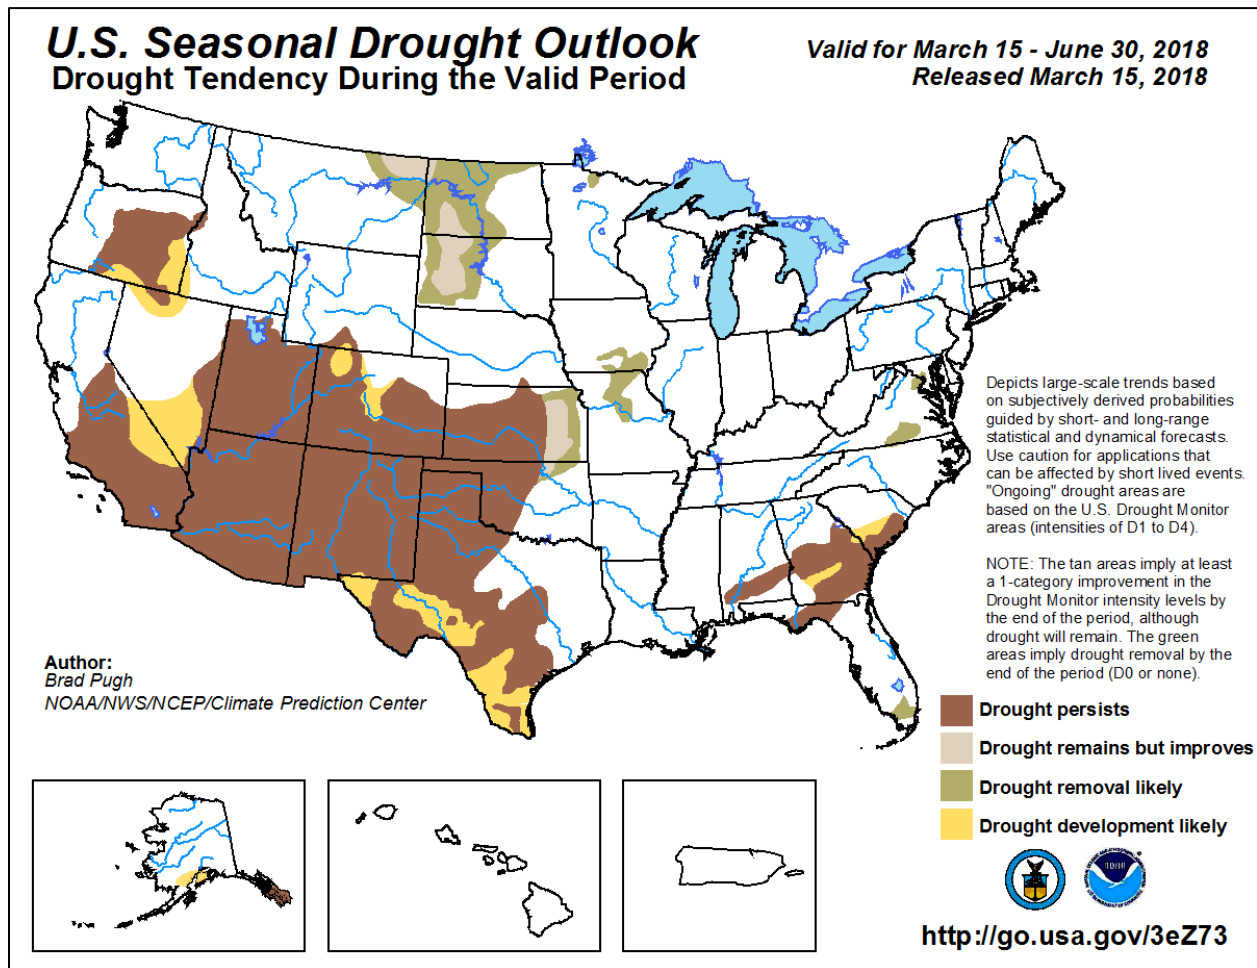 U.S. Seasonal Drought Outlook
Drought Tendency During the Valid Period
Valid for March 15 - June 30, 2018
Released March 15, 2018
Depicts large-scale trends based
on subjectively derived probabilities
guided by short- and long-range
statistical and dynamical forecasts.
Use caution for applications that
can be affected by short lived events.
"Ongoing" drought areas are
based on the U.S. Drought Monitor
areas (intensities of D1 to D4).
NOTE: The tan areas imply at least
a 1-category improvement in the
Drought Monitor intensity levels by
the end of the period, although
drought will remain. The green
areas imply drought removal by the
end of the period (D0 or none).
Author:
Brad Pugh
NOAA/NWS/NCEP/Climate Prediction Center
Drought persists
Drought remains but improves
Drought removal likely
Drought development likely
http://go.usa.gov/3eZ73